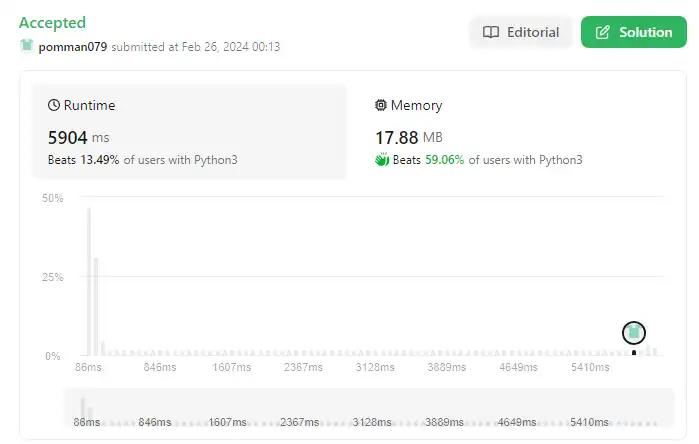 Accepted
pomman079 submitted at Feb 26, 2024 00:13
Editorial
Solution
Runtime
5904 ms
Beats 13.49% of users with Python3
Memory
17.88 MB
Beats 59.06% of users with Python3
50%
25%
0%
86ms 846ms 1607ms 2367ms 3128ms 3889ms 4649ms 5410ms
86ms 846ms 1607ms 2367ms 3128ms 3889ms 4649ms 5410ms